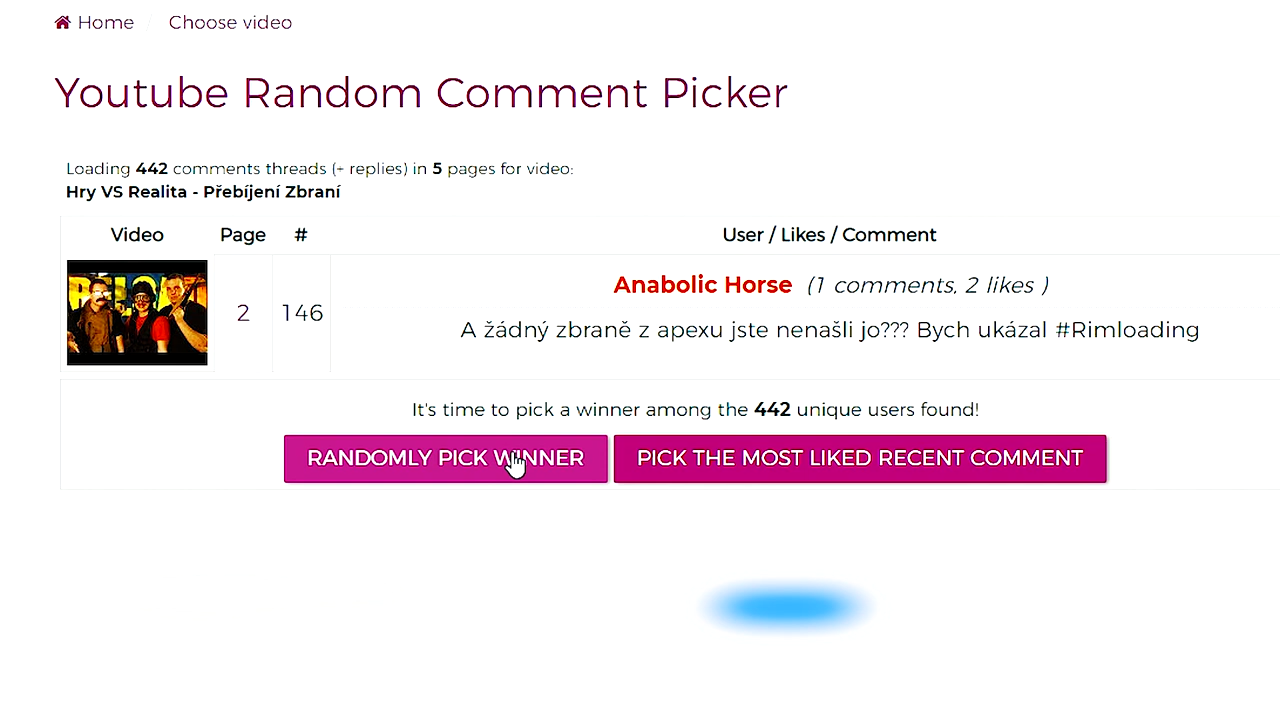 Home Choose video
Youtube Random Comment Picker
Loading 442 comments threads (+ replies) in 5 pages for video:
Hry VS Realita - Přebíjení Zbraní
Video Page # User / Likes / Comment
Anabolic Horse (1 comments, 2 likes )
2 146
A žádný zbraně z apexu jste nenašli jo??? Bych ukázal #Rimloading
It's time to pick a winner among the 442 unique users found!
RANDOMLY PICK WINNER PICK THE MOST LIKED RECENT COMMENT